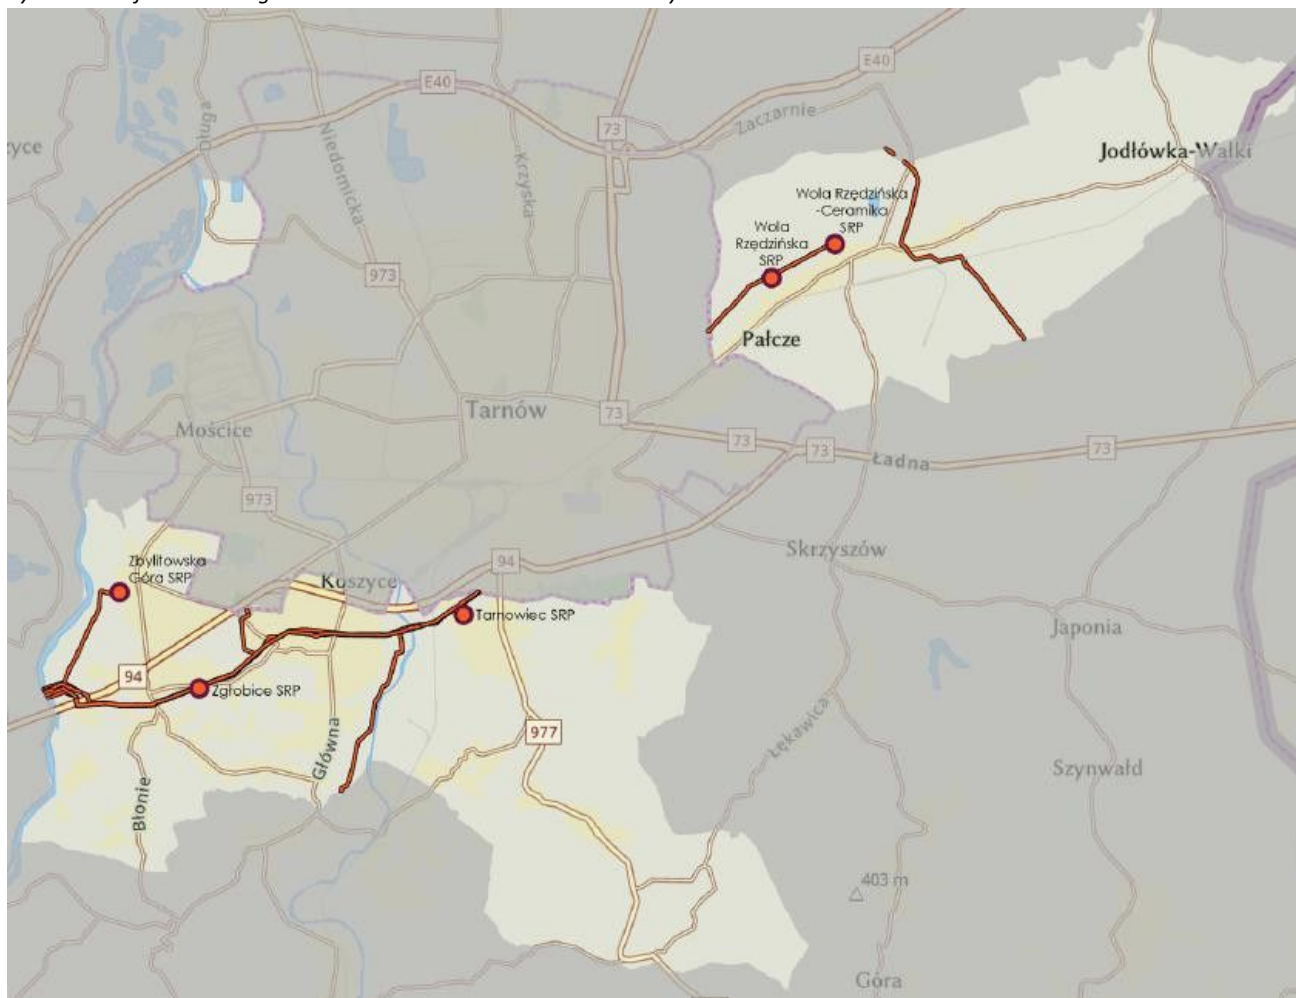 E40
E40
73
Zaczarnie
Długa
Niedomicka
Krzyska
zyce
Jodłówka-Walki
Wola Rzędzińska
-Ceramika
SRP
Wola
Rzędzińska
SRP
973
Pałcze
Tarnów
73
Mościce
73
73
73
Ładna
973
Skrzyszów
94
Zbylitowska
Góra SRP
Koszyce
Tarnowiec SRP
Japonia
94
Zgłobice SRP
977
Główna
Łękawica
Szynwałd
Błonie
403 m
Góra